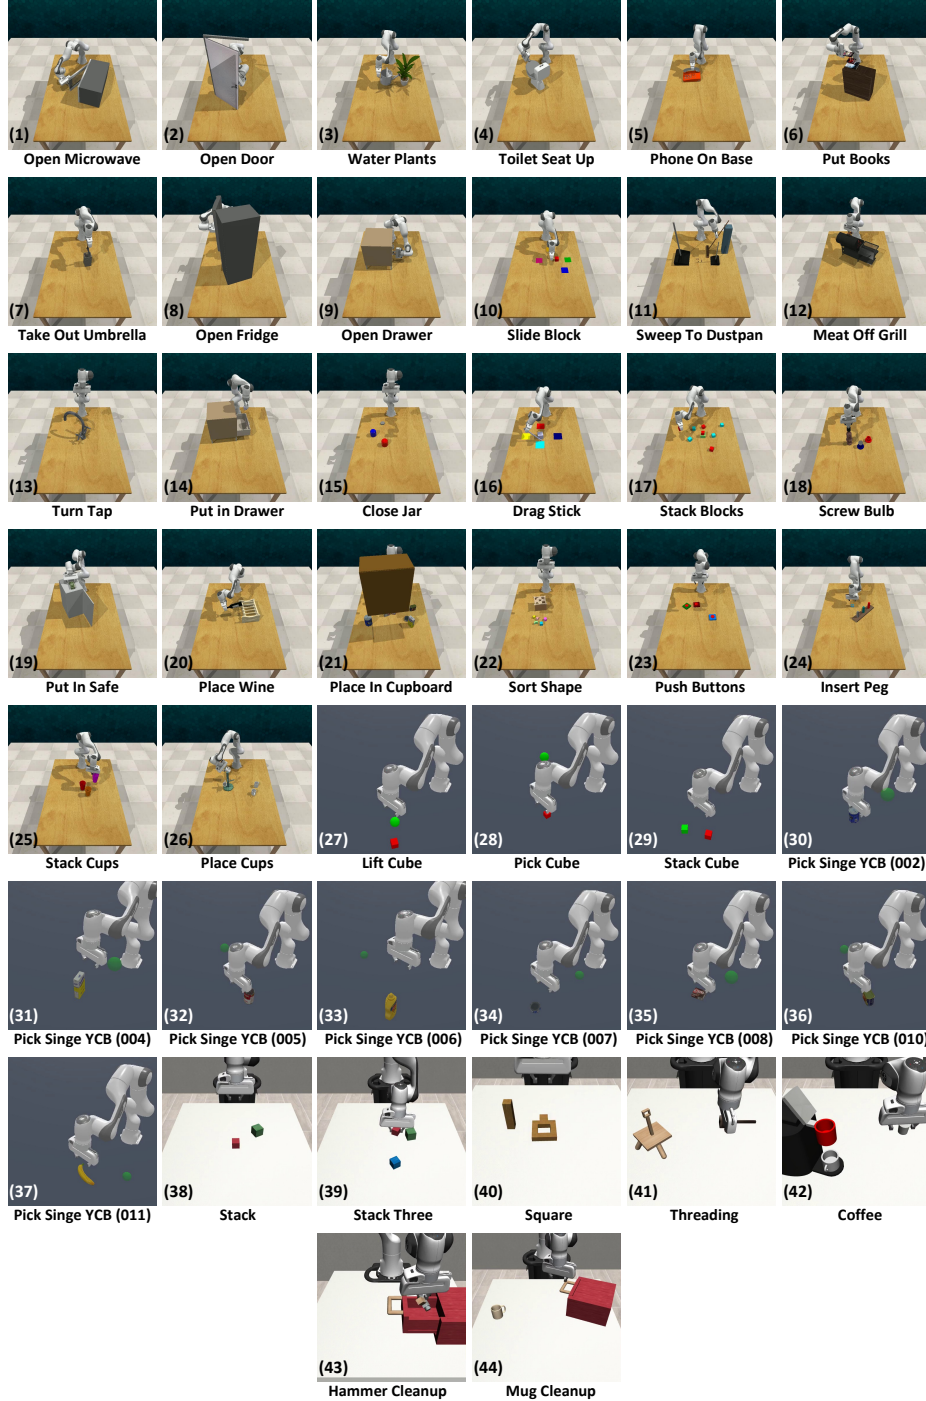 (1) (2) (3) (4) (5) (6)
Open Microwave Open Door Water Plants Toilet Seat Up Phone On Base Put Books
(7) (8) (9) (10) (11) (12)
Take Out Umbrella Open Fridge Open Drawer Slide Block Sweep To Dustpan Meat Off Grill
(13) (14) (15) (16) (17) (18)
Turn Tap Put in Drawer Close Jar Drag Stick Stack Blocks Screw Bulb
(19) (20) (21) (22) (23) (24)
Put In Safe Place Wine Place In Cupboard Sort Shape Push Buttons Insert Peg
(25) (26) (27) (28) (29) (30)
Stack Cups Place Cups Lift Cube Pick Cube Stack Cube Pick Singe YCB (002)
(31) (32) (33) (34) (35) (36)
Pick Singe YCB (004) Pick Singe YCB (005) Pick Singe YCB (006) Pick Singe YCB (007) Pick Singe YCB (008) Pick Singe YCB (010)
(37) (38) (39) (40) (41) (42)
Pick Singe YCB (011) Stack Stack Three Square Threading Coffee
(43) (44)
Hammer Cleanup Mug Cleanup